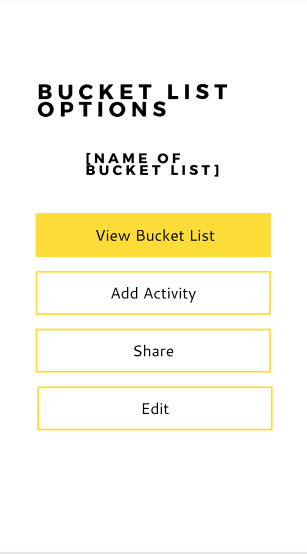 BUCKET LIST
OPTIONS
[NAME OF
BUCKET LIST]
View Bucket List
Add Activity
Share
Edit